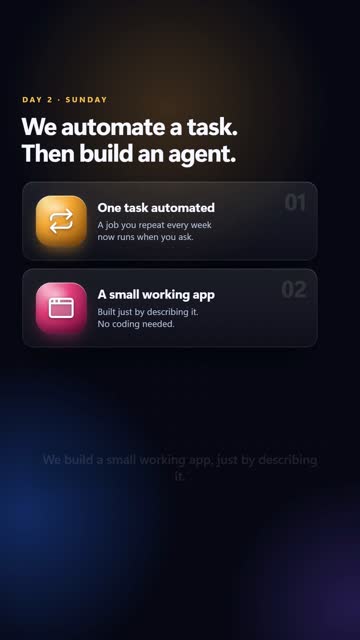 DAY 2 · SUNDAY
We automate a task.
Then build an agent.
01
One task automated
A job you repeat every week
now runs when you ask.
02
A small working app
Built just by describing it.
No coding needed.
We build a small working app, just by describing
it.